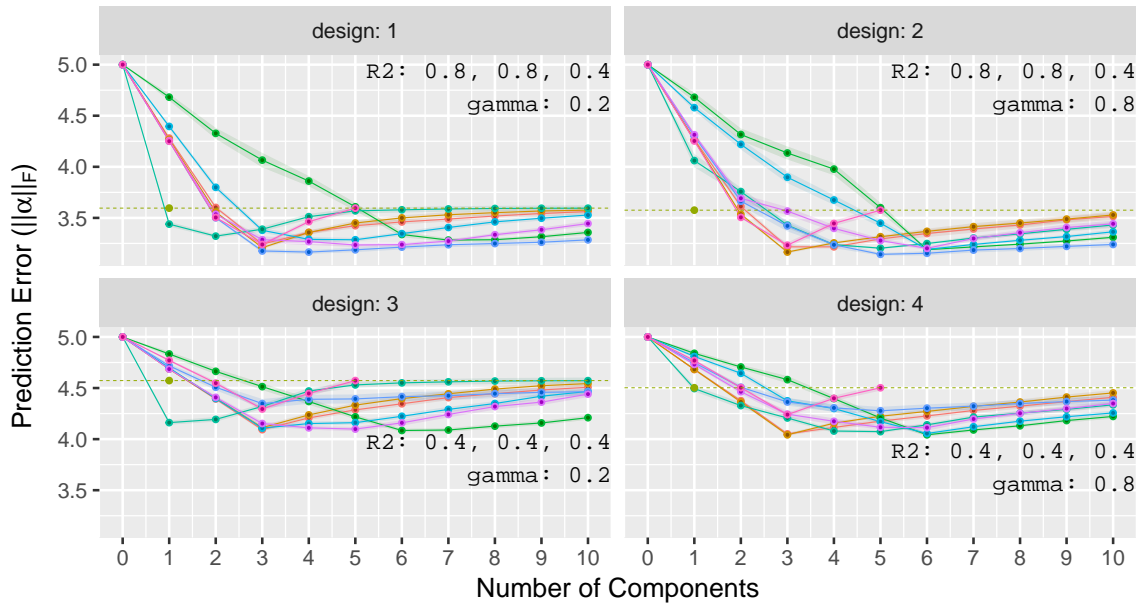 design: 1
design: 2
R2: 0.8, 0.8, 0.4
gamma: 0.2
R2: 0.8, 0.8, 0.4
gamma: 0.8
5.0
4.5
4.0
3.5
design: 3
design: 4
R2: 0.4, 0.4, 0.4
gamma: 0.2
R2: 0.4, 0.4, 0.4
gamma: 0.8
5.0
4.5
4.0
3.5
0 1 2 3 4 5 6 7 8 9 10
0 1 2 3 4 5 6 7 8 9 10
Number of Components
Prediction Error (||α||F)